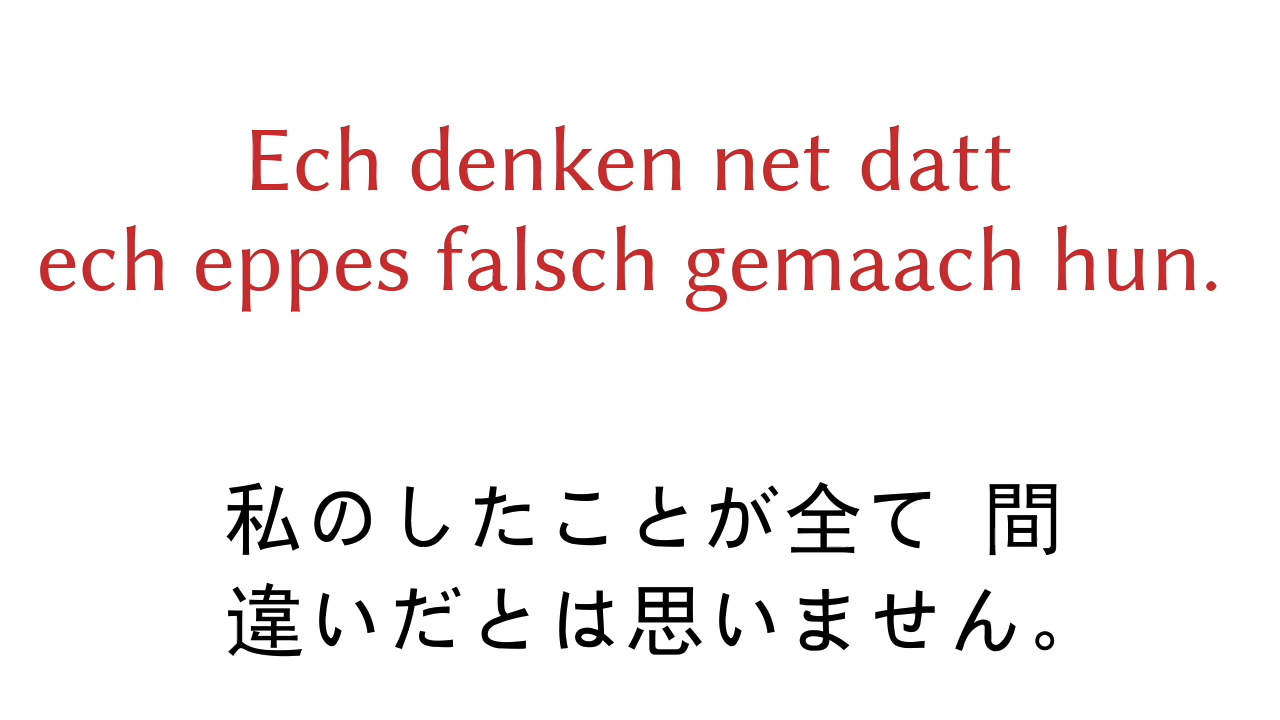 Ech denken net datt
ech eppes falsch gemaach hun.
私のしたことが全て 間
違いだとは思いません。